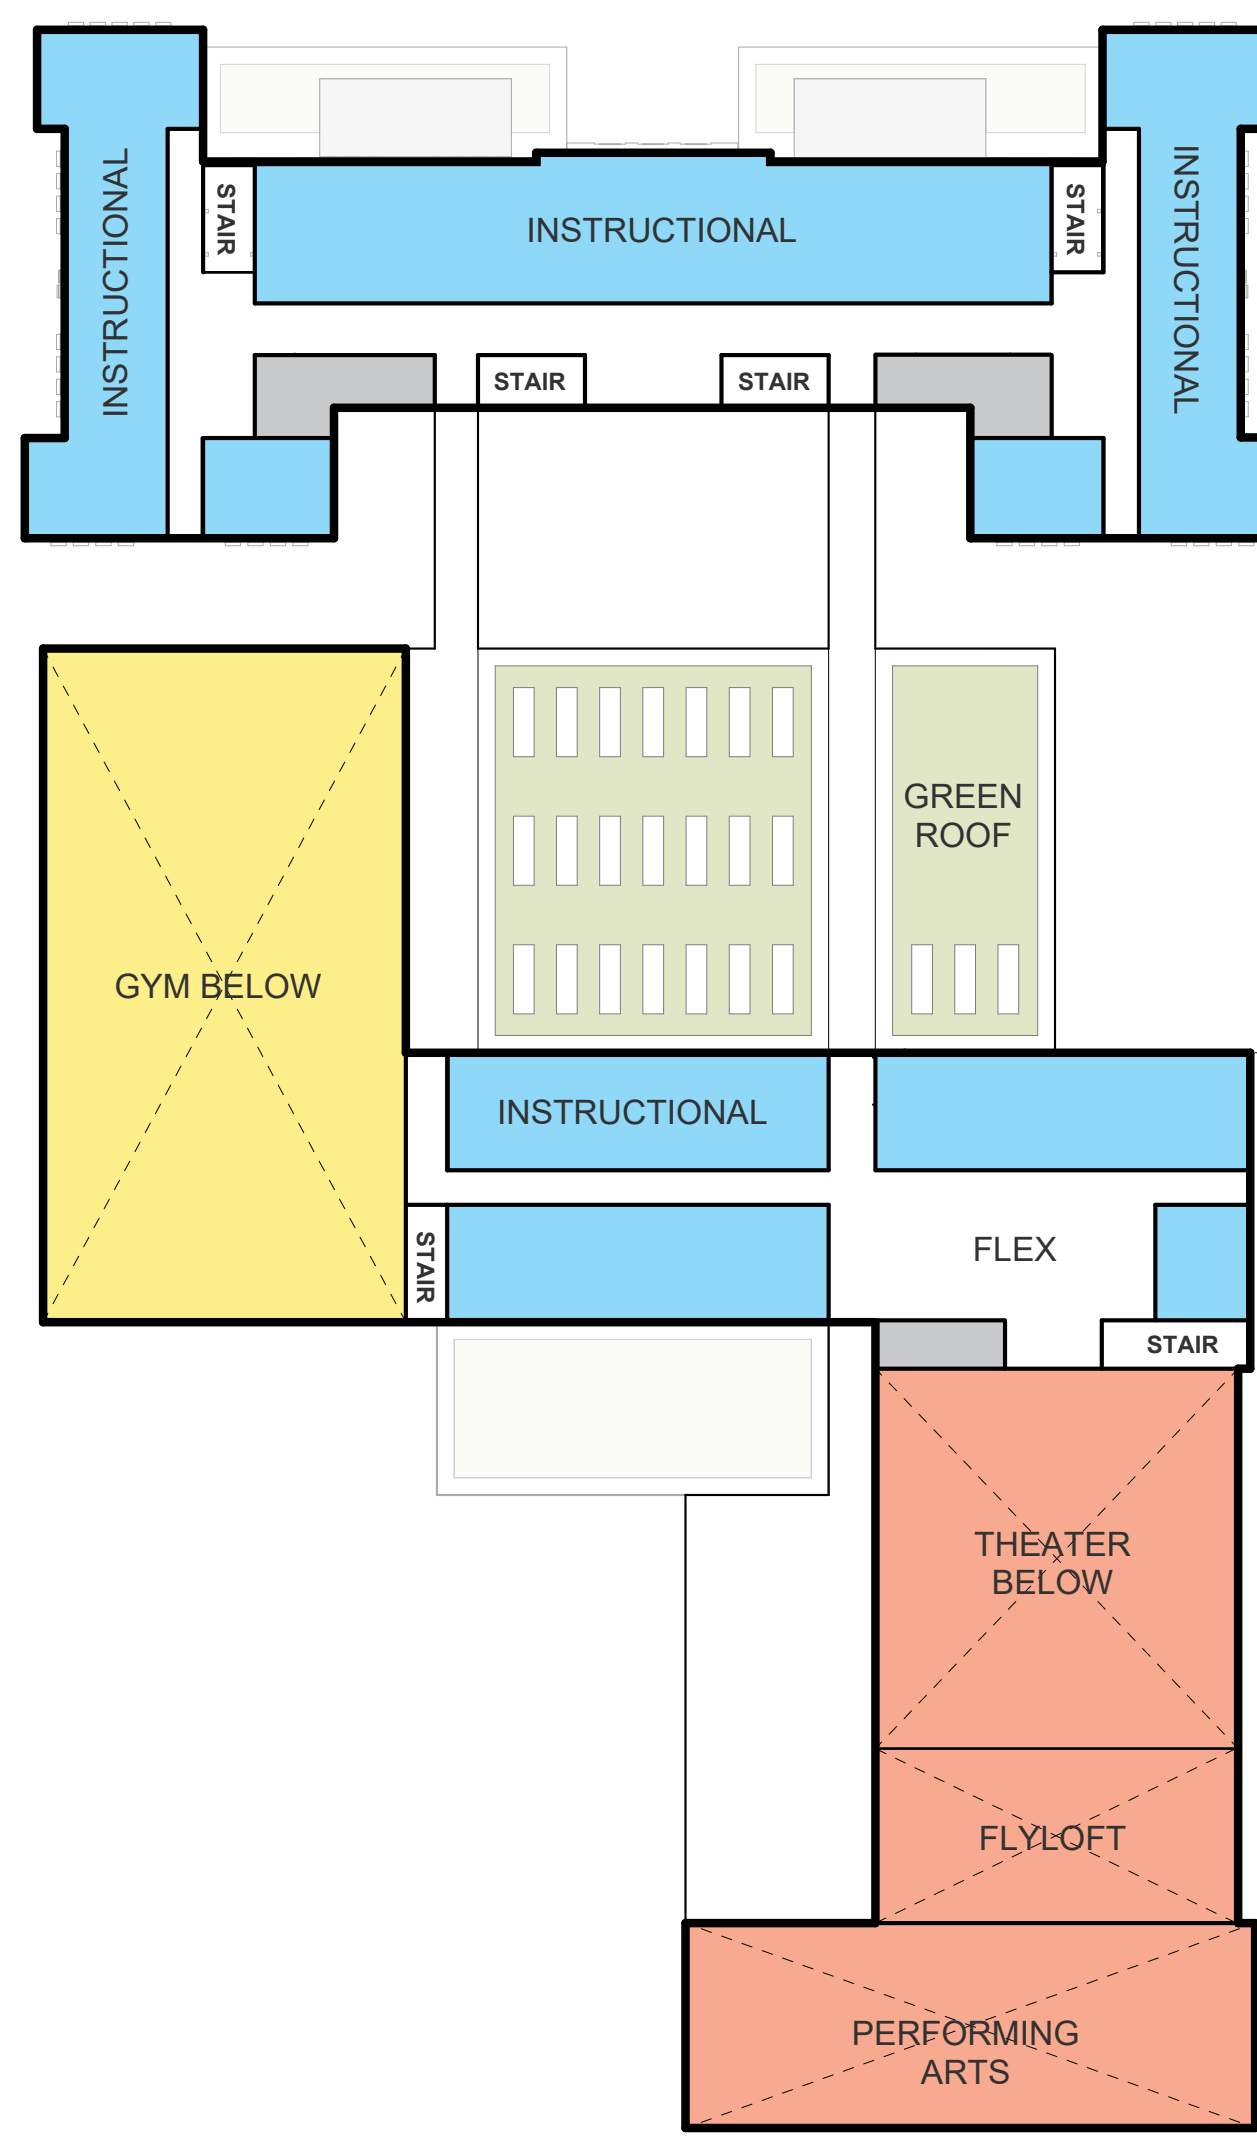 INSTRUCTIONAL
STAIR
INSTRUCTIONAL
STAIR
INSTRUCTIONAL
STAIR
STAIR
GREEN
ROOF
GYM BELOW
INSTRUCTIONAL
STAIR
FLEX
STAIR
THEATER
BELOW
FLYLOFT
PERFORMING
ARTS